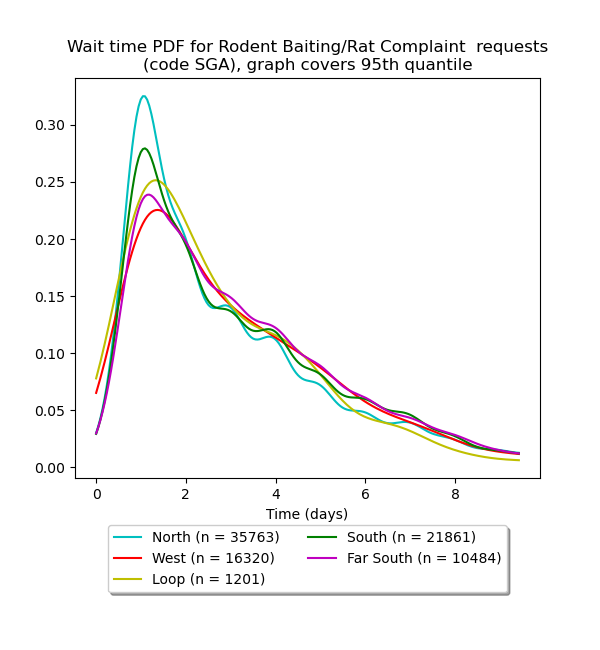 Wait time PDF for Rodent Baiting/Rat Complaint  requests
(code SGA), graph covers 95th quantile
0.30
0.25
0.20
0.15
0.10
0.05
0.00
0 2 4 6 8
Time (days)
North (n = 35763) South (n = 21861)
West (n = 16320) Far South (n = 10484)
Loop (n = 1201)